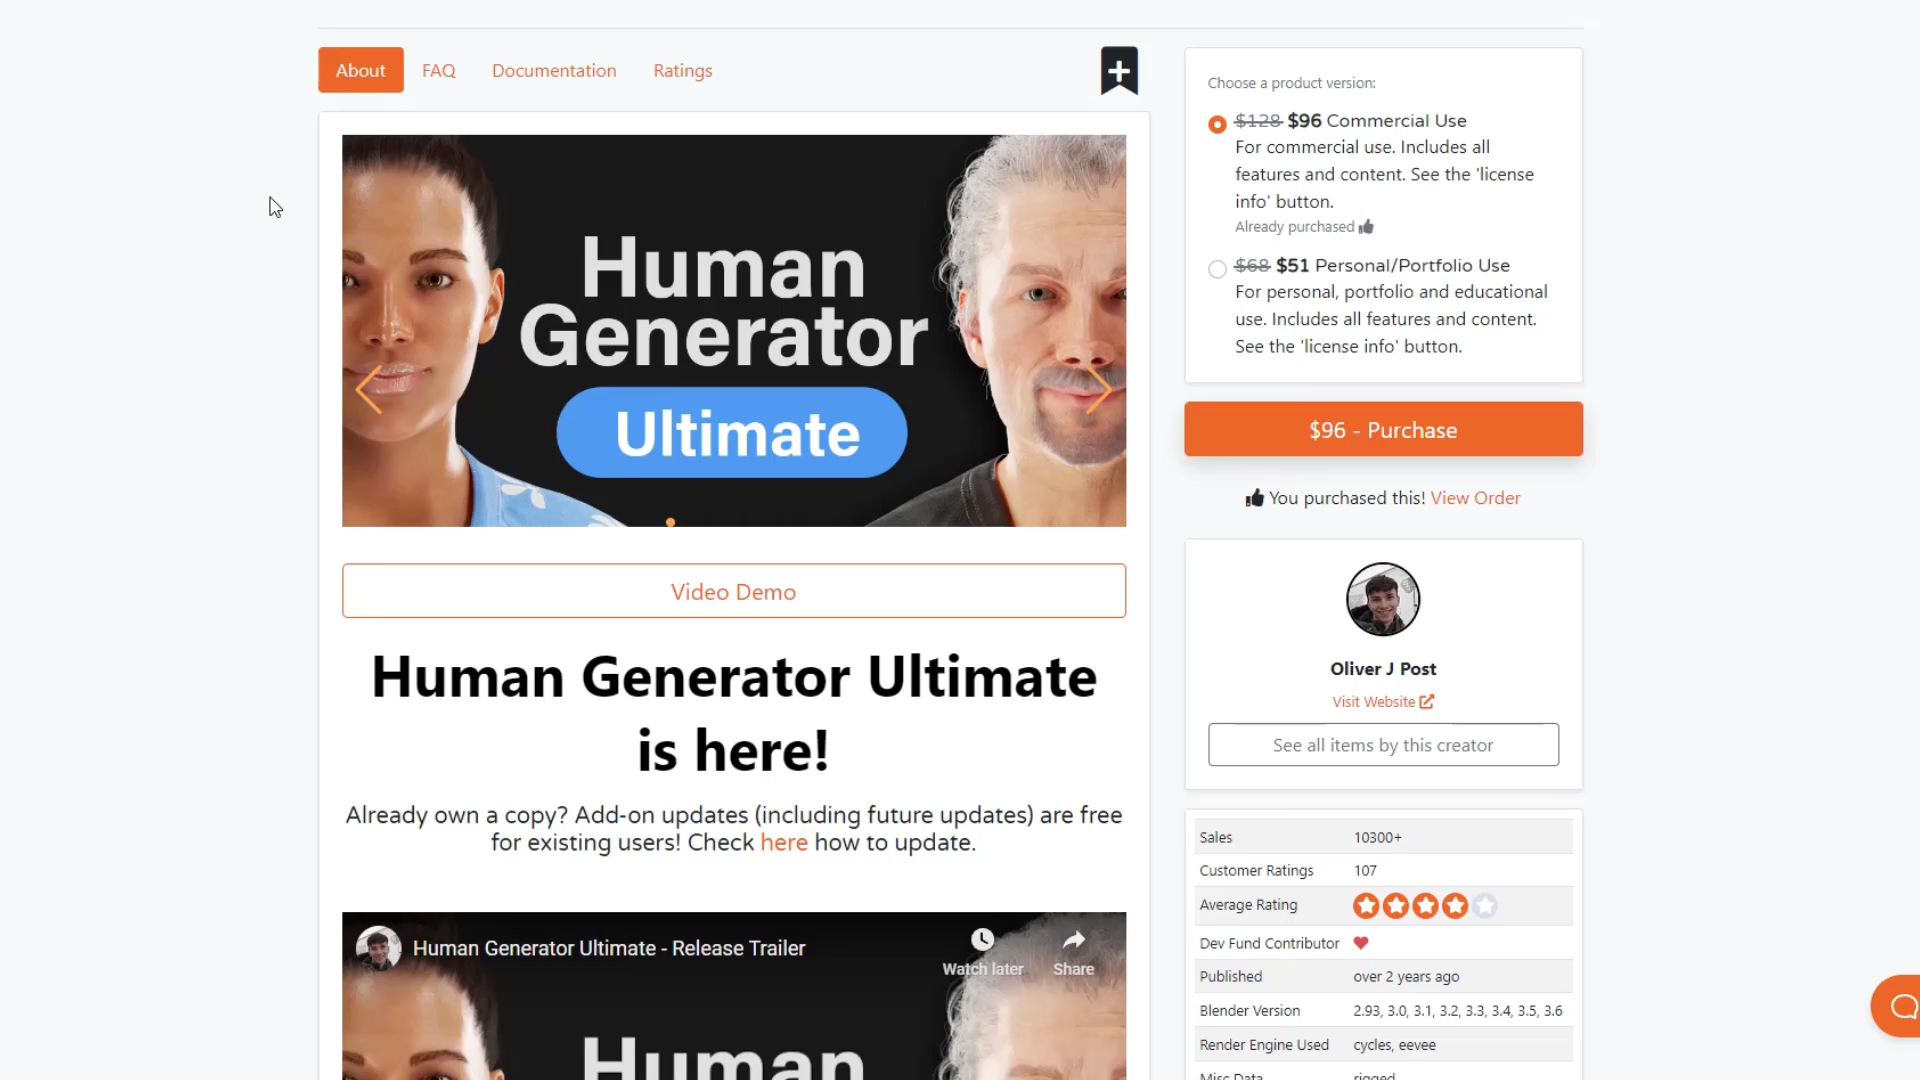 About
FAQ
Documentation
Ratings
Human
Generator
Ultimate
Video Demo
Human Generator Ultimate
is here!
Already own a copy? Add-on updates (including future updates) are free
for existing users! Check here how to update.
Human Generator Ultimate - Release Trailer
Watch later
Share
Human
Choose a product version:
$128 $96 Commercial Use
For commercial use. Includes all
features and content. See the 'license
info' button.
Already purchased
$68 $51 Personal/Portfolio Use
For personal, portfolio and educational
use. Includes all features and content.
See the 'license info' button.
$96 - Purchase
You purchased this! View Order
Oliver J Post
Visit Website
See all items by this creator
Sales 10300+
Customer Ratings 107
Average Rating
Dev Fund Contributor
Published over 2 years ago
Blender Version 2.93, 3.0, 3.1, 3.2, 3.3, 3.4, 3.5, 3.6
Render Engine Used cycles, eevee
Misc Data rigged